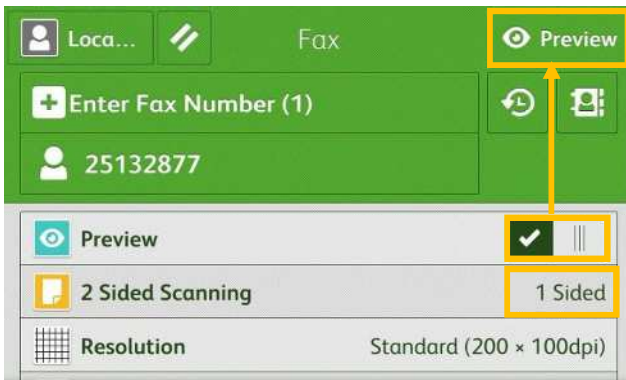 Loca... Fax Preview
Enter Fax Number (1)
25132877
Preview
2 Sided Scanning 1 Sided
Resolution Standard (200 × 100dpi)